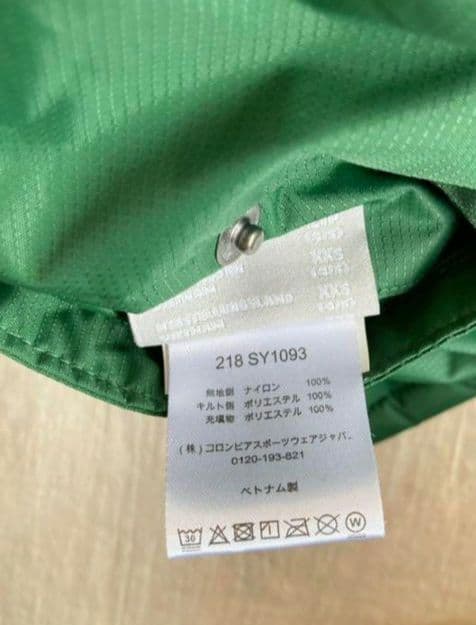 XXS
XXS
218 SY1093
無地側 ナイロン 100%
キルト側 ポリエステル 100%
充填物 ポリエステル 100%
(株)コロンビアスポーツウェアジャパ
0120-193-821
ベトナム製
30
W